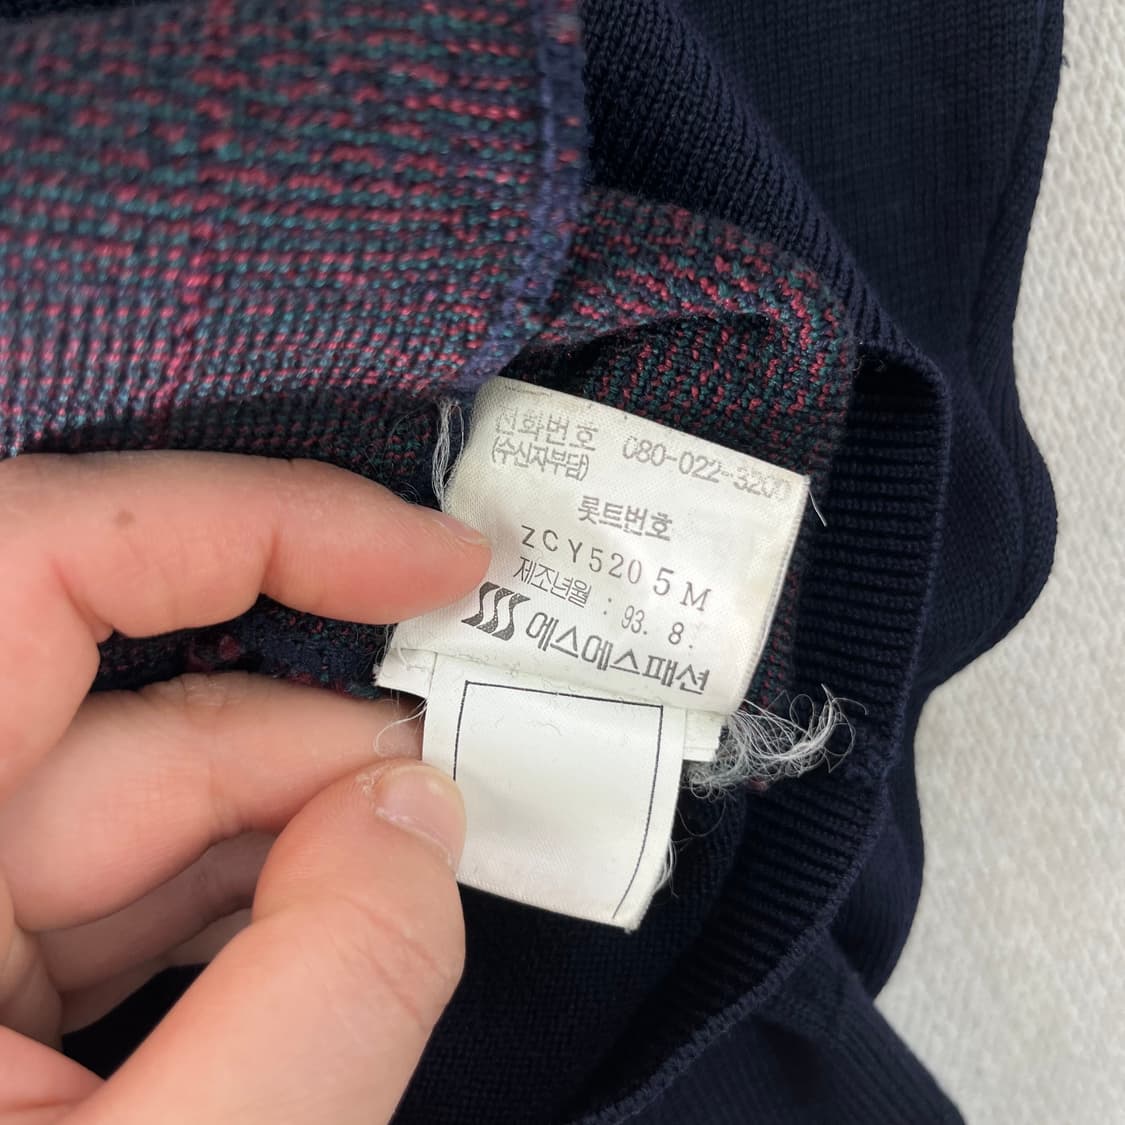 전화번호 080-022-3200
(수신자부담)
롯트번호
ZCY5205M
제조년월 : 93. 8.
SSS 에스에스패션